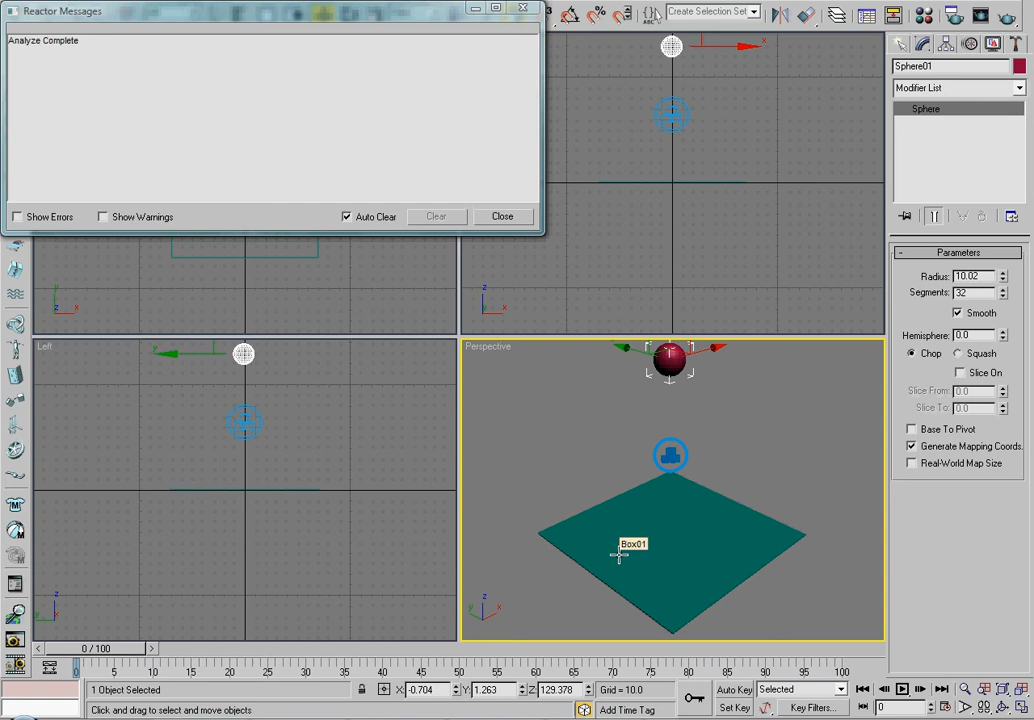 Reactor Messages
Create Selection Set
Analyze Complete
Show Errors
Show Warnings
Auto Clear
Clear
Close
Sphere01
Modifier List
Sphere
Parameters
Radius: 10.02
Segments: 32
Smooth
Hemisphere: 0.0
Chop
Squash
Slice On
Slice From: 0.0
Slice To: 0.0
Base To Pivot
Generate Mapping Coords.
Real-World Map Size
x
y
z
x
z
x
Left
y
z
y
Perspective
Box01
z
x
y
0 / 100
0 5 10 15 20 25 30 35 40 45 50 55 60 65 70 75 80 85 90 95 100
1 Object Selected
X: -0.704
Y: 1.263
Z: 129.378
Grid = 10.0
Auto Key
Selected
Click and drag to select and move objects
Add Time Tag
Set Key
Key Filters...
0